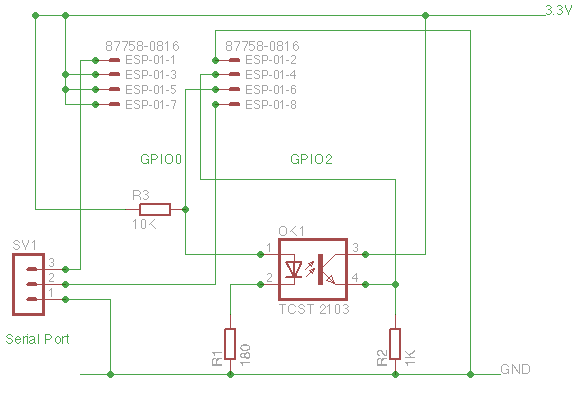 3.3V
87758-0816 87758-0816
ESP-01-1 ESP-01-2
ESP-01-3 ESP-01-4
ESP-01-5 ESP-01-6
ESP-01-7 ESP-01-8
GPIO0 GPIO2
R3
10K
OK1
SV1
1 3
3
2 2 4
1
TCST 2103
Serial Port
R1 180 R2 1K
GND